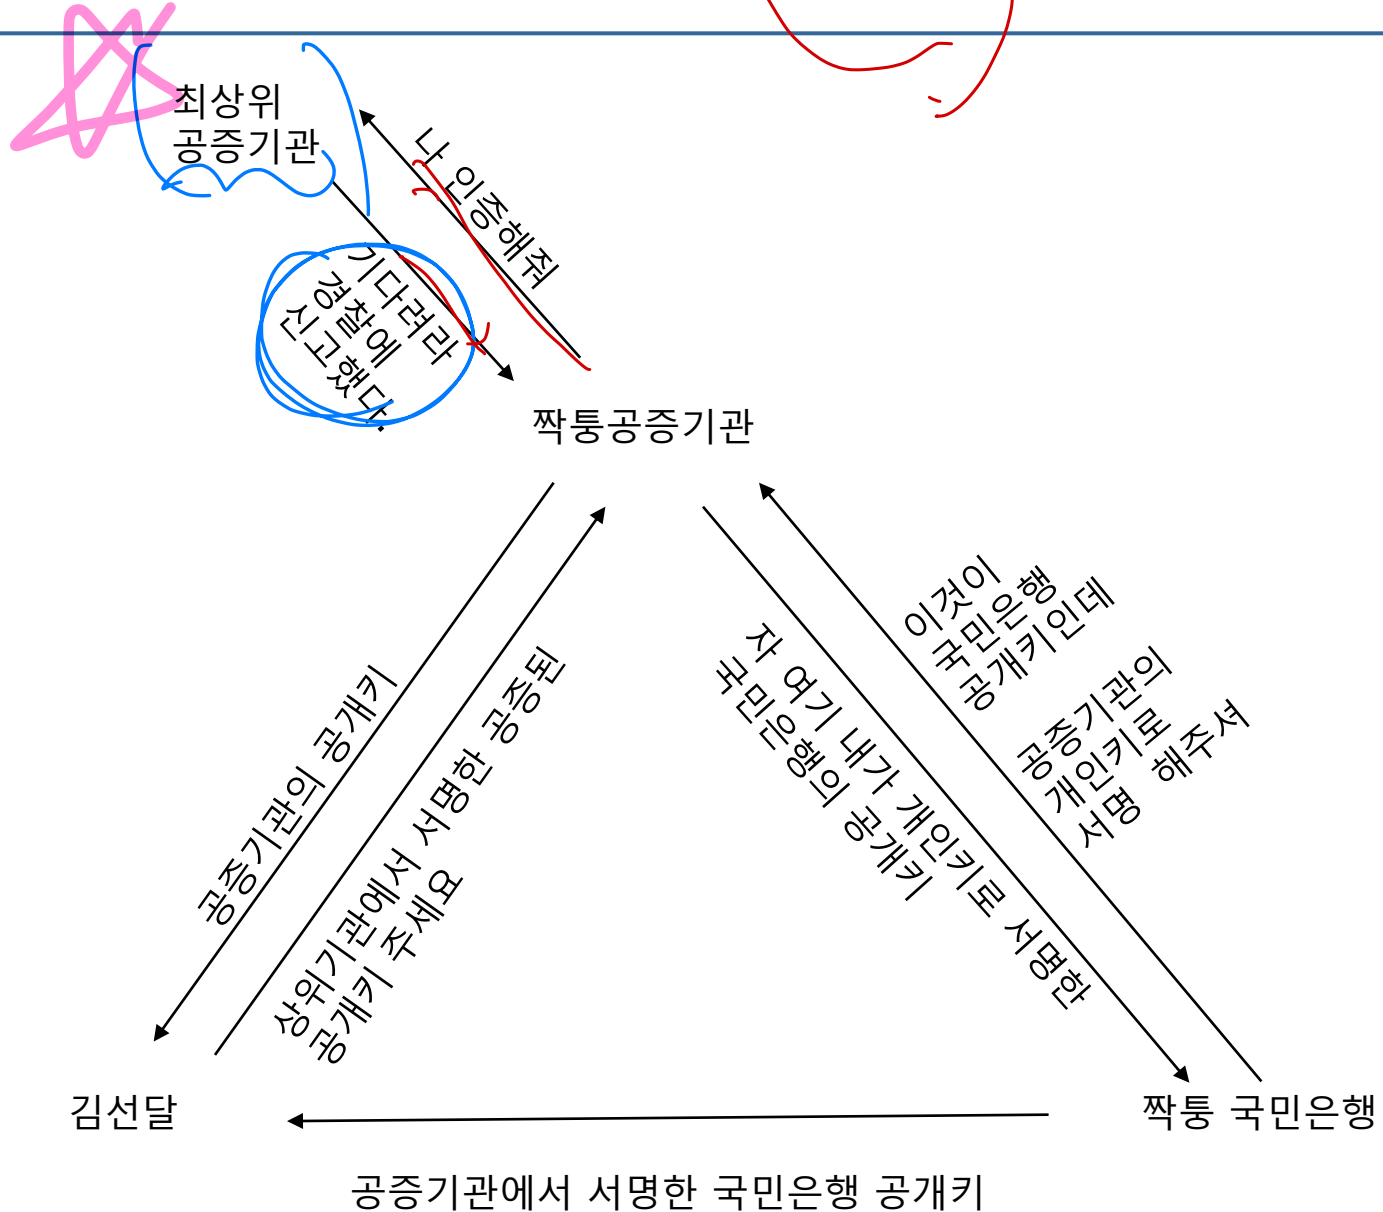 최상위
공증기관
나 인증해줘
기다려라
경찰에
신고했다.
짝퉁공증기관
이것이
국민은행
공개키인데
공증기관의
개인키로
서명 해주셔
자 여기 내가 개인키로 서명한
국민은행의 공개키
공증기관의 공개키
상위기관에서 서명한 공증된
공개키 주세요
김선달
짝퉁 국민은행
공증기관에서 서명한 국민은행 공개키